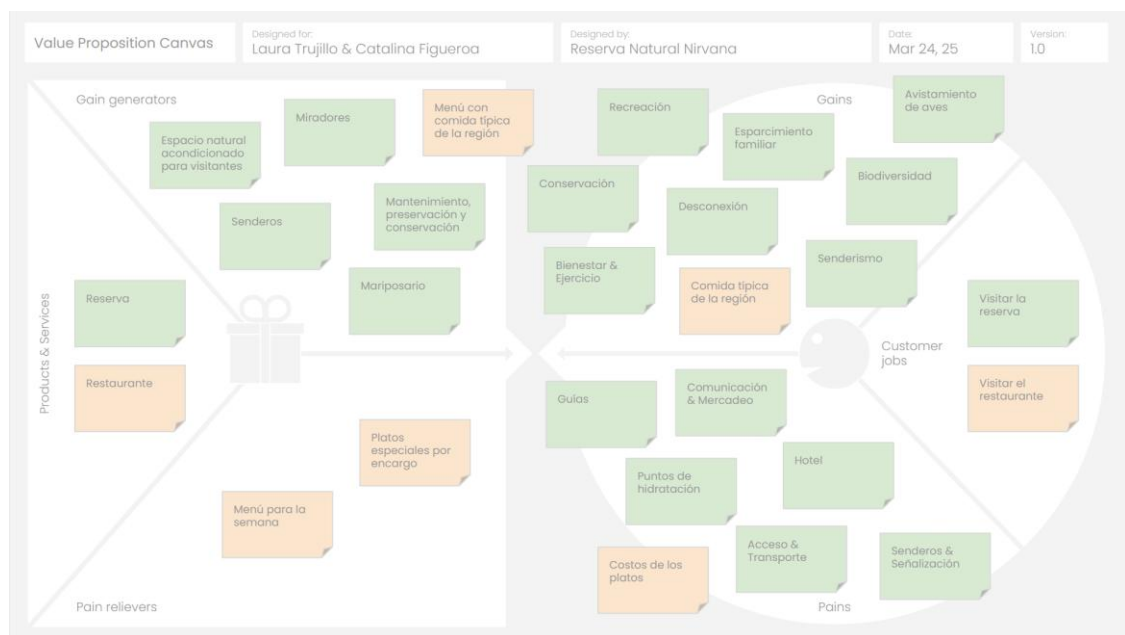 Value Proposition Canvas
Designed for:
Laura Trujillo & Catalina Figueroa
Designed by:
Reserva Natural Nirvana
Date:
Mar 24, 25
Version:
1.0
Gain generators
Espacio natural
acondicionado
para visitantes
Miradores
Menú con
comida típica
de la región
Senderos
Mantenimiento,
preservación y
conservación
Mariposario
Products & Services
Reserva
Restaurante
Platos
especiales por
encargo
Menú para la
semana
Pain relievers
Gains
Recreación
Esparcimiento
familiar
Avistamiento
de aves
Conservación
Desconexión
Biodiversidad
Bienestar &
Ejercicio
Comida típica
de la región
Senderismo
Customer
jobs
Visitar la
reserva
Visitar el
restaurante
Guías
Comunicación
& Mercadeo
Puntos de
hidratación
Hotel
Costos de los
platos
Acceso &
Transporte
Senderos &
Señalización
Pains